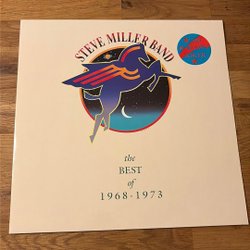 STEVE MILLER BAND
the
BEST
of
1968-1973